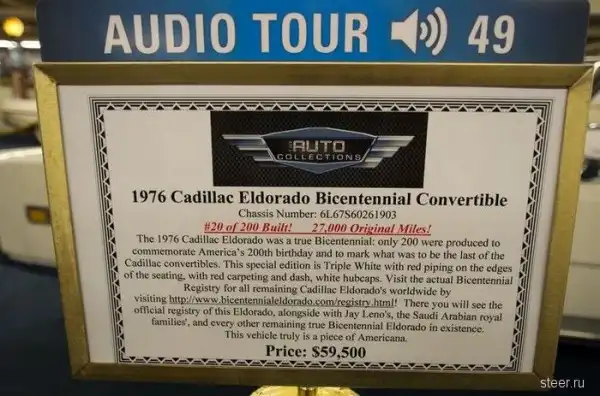 AUDIO TOUR 49
THE AUTO
COLLECTIONS
1976 Cadillac Eldorado Bicentennial Convertible
Chassis Number: 6L67S60261903
#20 of 200 Built! 27,000 Original Miles!
The 1976 Cadillac Eldorado was a true Bicentennial: only 200 were produced to
commemorate America's 200th birthday and to mark what was to be the last of the
Cadillac convertibles. This special edition is Triple White with red piping on the edges
of the seating, with red carpeting and dash, white hubcaps. Visit the actual Bicentennial
Registry for all remaining Cadillac Eldorado's worldwide by
visiting http://www.bicentennialeldorado.com/registry.html! There you will see the
official registry of this Eldorado, alongside with Jay Leno's, the Saudi Arabian royal
families', and every other remaining true Bicentennial Eldorado in existence.
This vehicle truly is a piece of Americana.
Price: $59,500
steer.ru